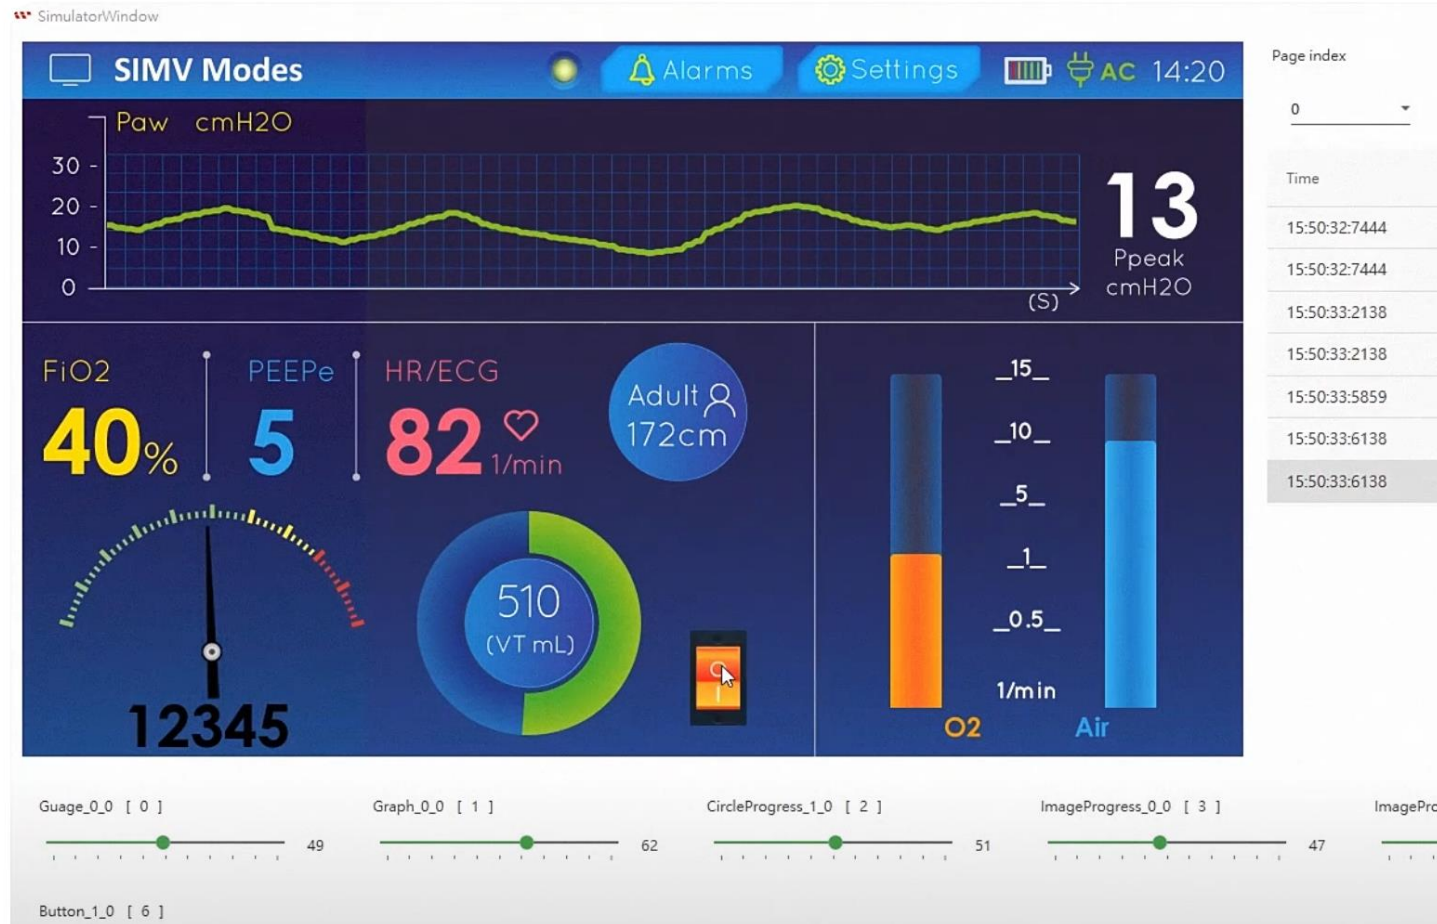 SimulatorWindow
SIMV Modes
Alarms
Settings
AC 14:20
Page index
0
Paw cmH2O
30
20
10
0
(S)
13
Ppeak
cmH2O
Time
15:50:32:7444
15:50:32:7444
15:50:33:2138
15:50:33:2138
15:50:33:5859
15:50:33:6138
15:50:33:6138
FiO2
40%
PEEPe
5
HR/ECG
82 1/min
Adult
172cm
510
(VT mL)
12345
_15_
_10_
_5_
_1_
_0.5_
1/min
O2
Air
Guage_0_0 [ 0 ]
49
Graph_0_0 [ 1 ]
62
CircleProgress_1_0 [ 2 ]
51
ImageProgress_0_0 [ 3 ]
47
ImagePro
Button_1_0 [ 6 ]